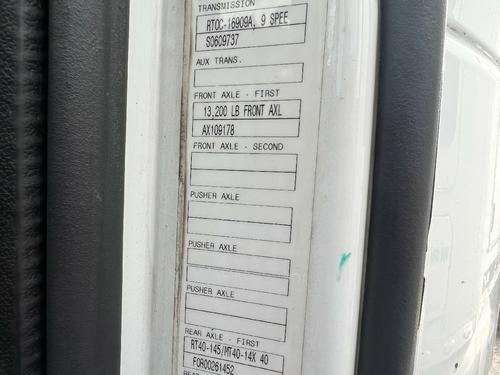 TRANSMISSION
RTOC-16909A, 9 SPEE
S0609737
AUX TRANS.
FRONT AXLE - FIRST
13,200 LB FRONT AXL
AX109178
FRONT AXLE - SECOND
PUSHER AXLE
PUSHER AXLE
PUSHER AXLE
REAR AXLE - FIRST
RT40-145/MT40-14X 40
FOR00261452